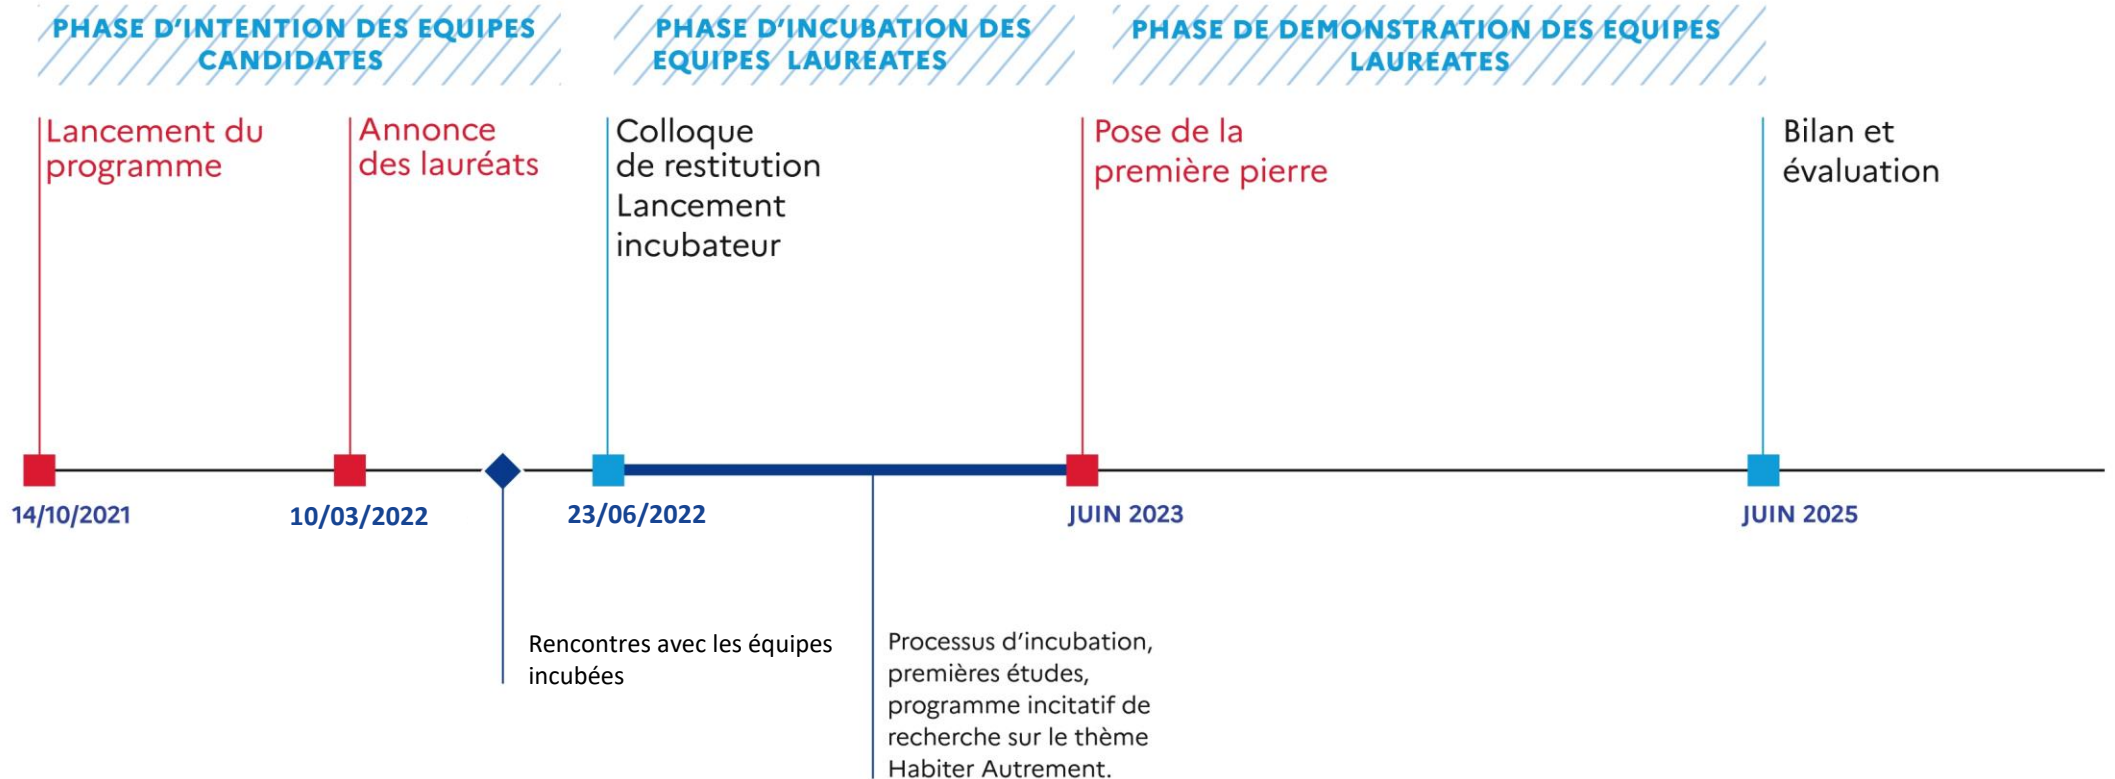 PHASE D'INTENTION DES EQUIPES
CANDIDATES
PHASE D'INCUBATION DES
EQUIPES LAUREATES
PHASE DE DEMONSTRATION DES EQUIPES
LAUREATES
Lancement du
programme
Annonce
des lauréats
Colloque
de restitution
Lancement
incubateur
Pose de la
première pierre
Bilan et
évaluation
14/10/2021
10/03/2022
23/06/2022
JUIN 2023
JUIN 2025
Rencontres avec les équipes
incubées
Processus d'incubation,
premières études,
programme incitatif de
recherche sur le thème
Habiter Autrement.